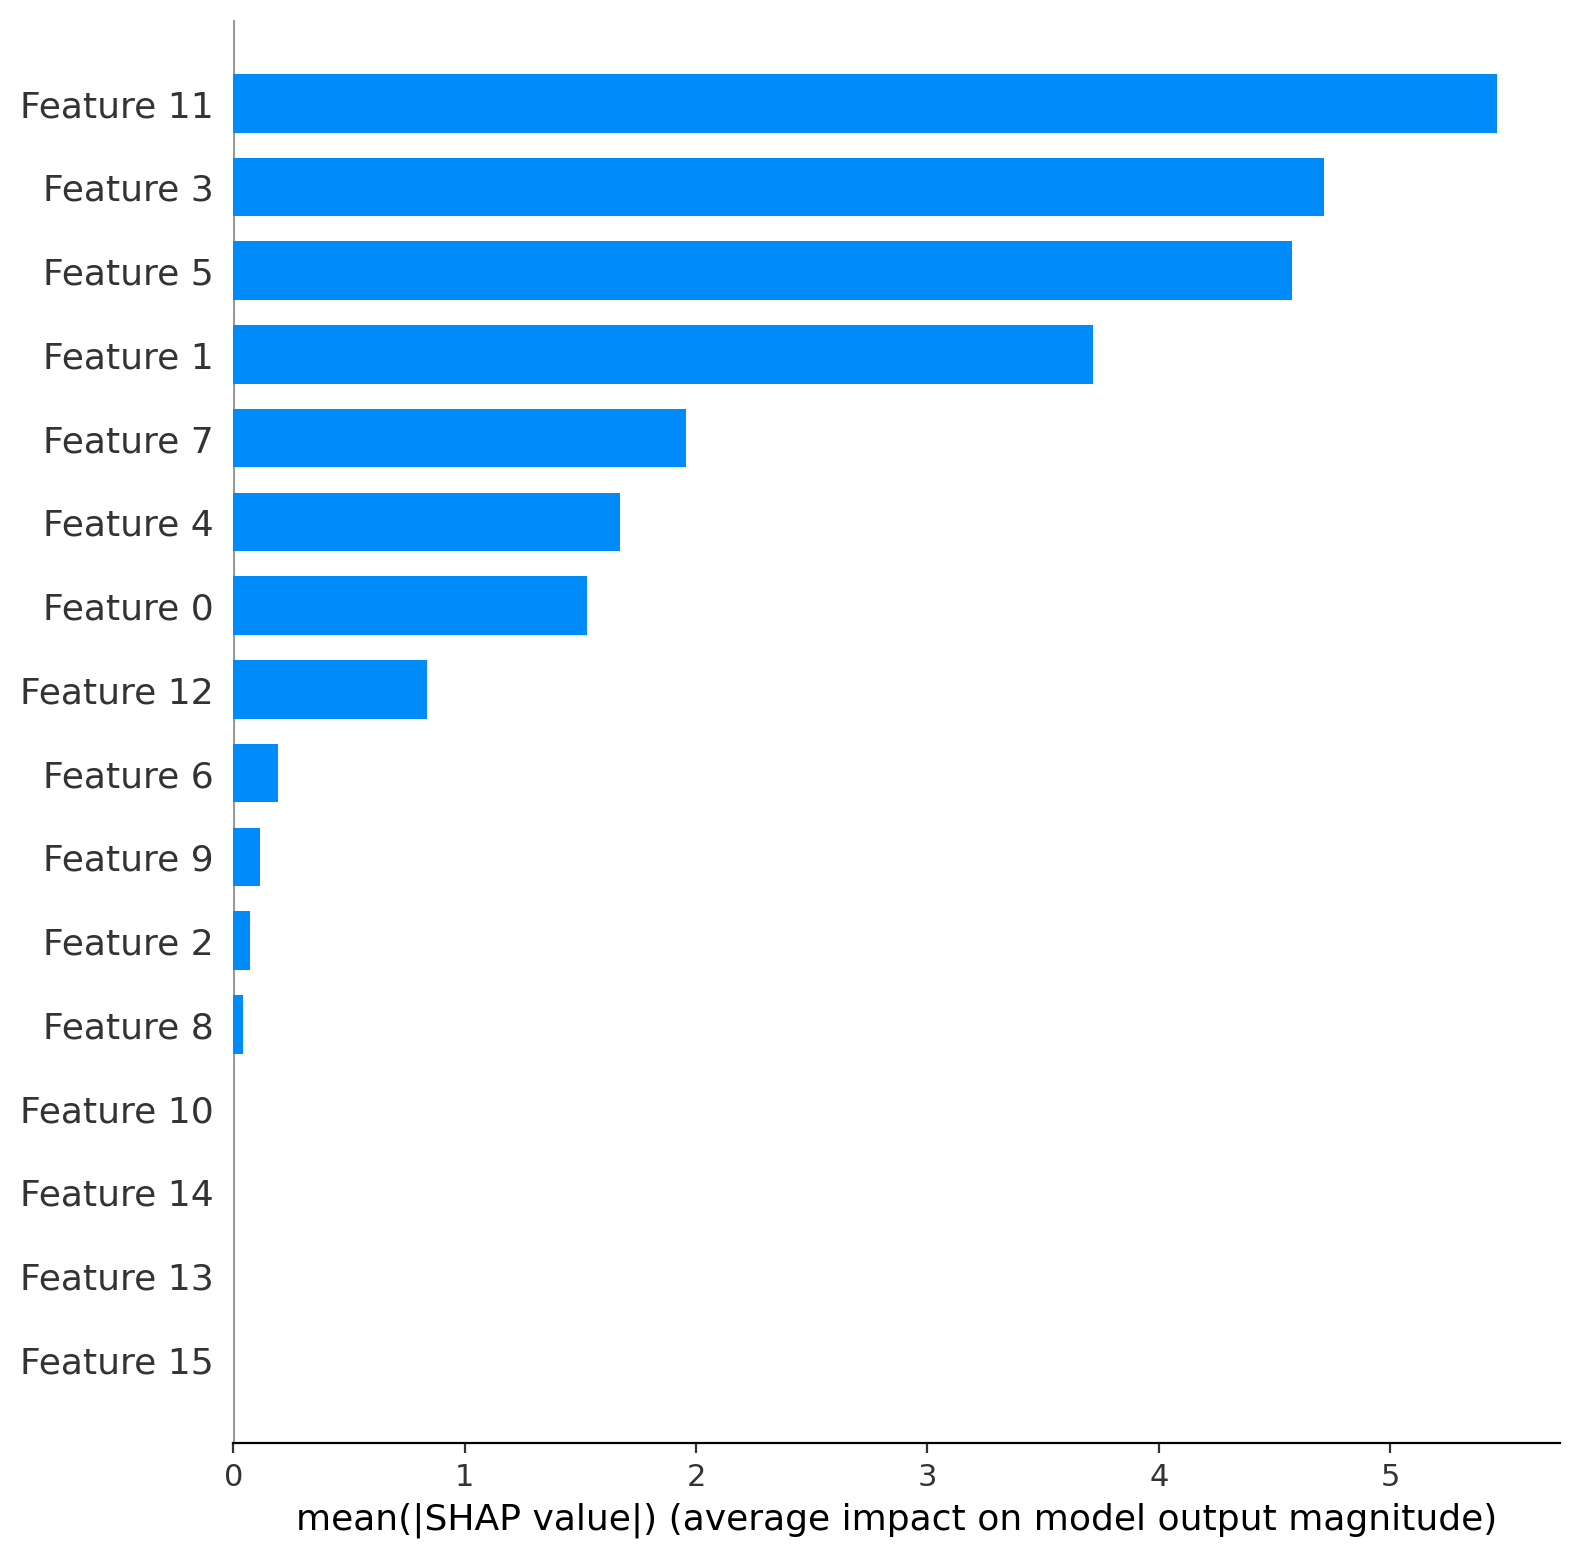 Feature 11
Feature 3
Feature 5
Feature 1
Feature 7
Feature 4
Feature 0
Feature 12
Feature 6
Feature 9
Feature 2
Feature 8
Feature 10
Feature 14
Feature 13
Feature 15
0 1 2 3 4 5
mean(|SHAP value|) (average impact on model output magnitude)